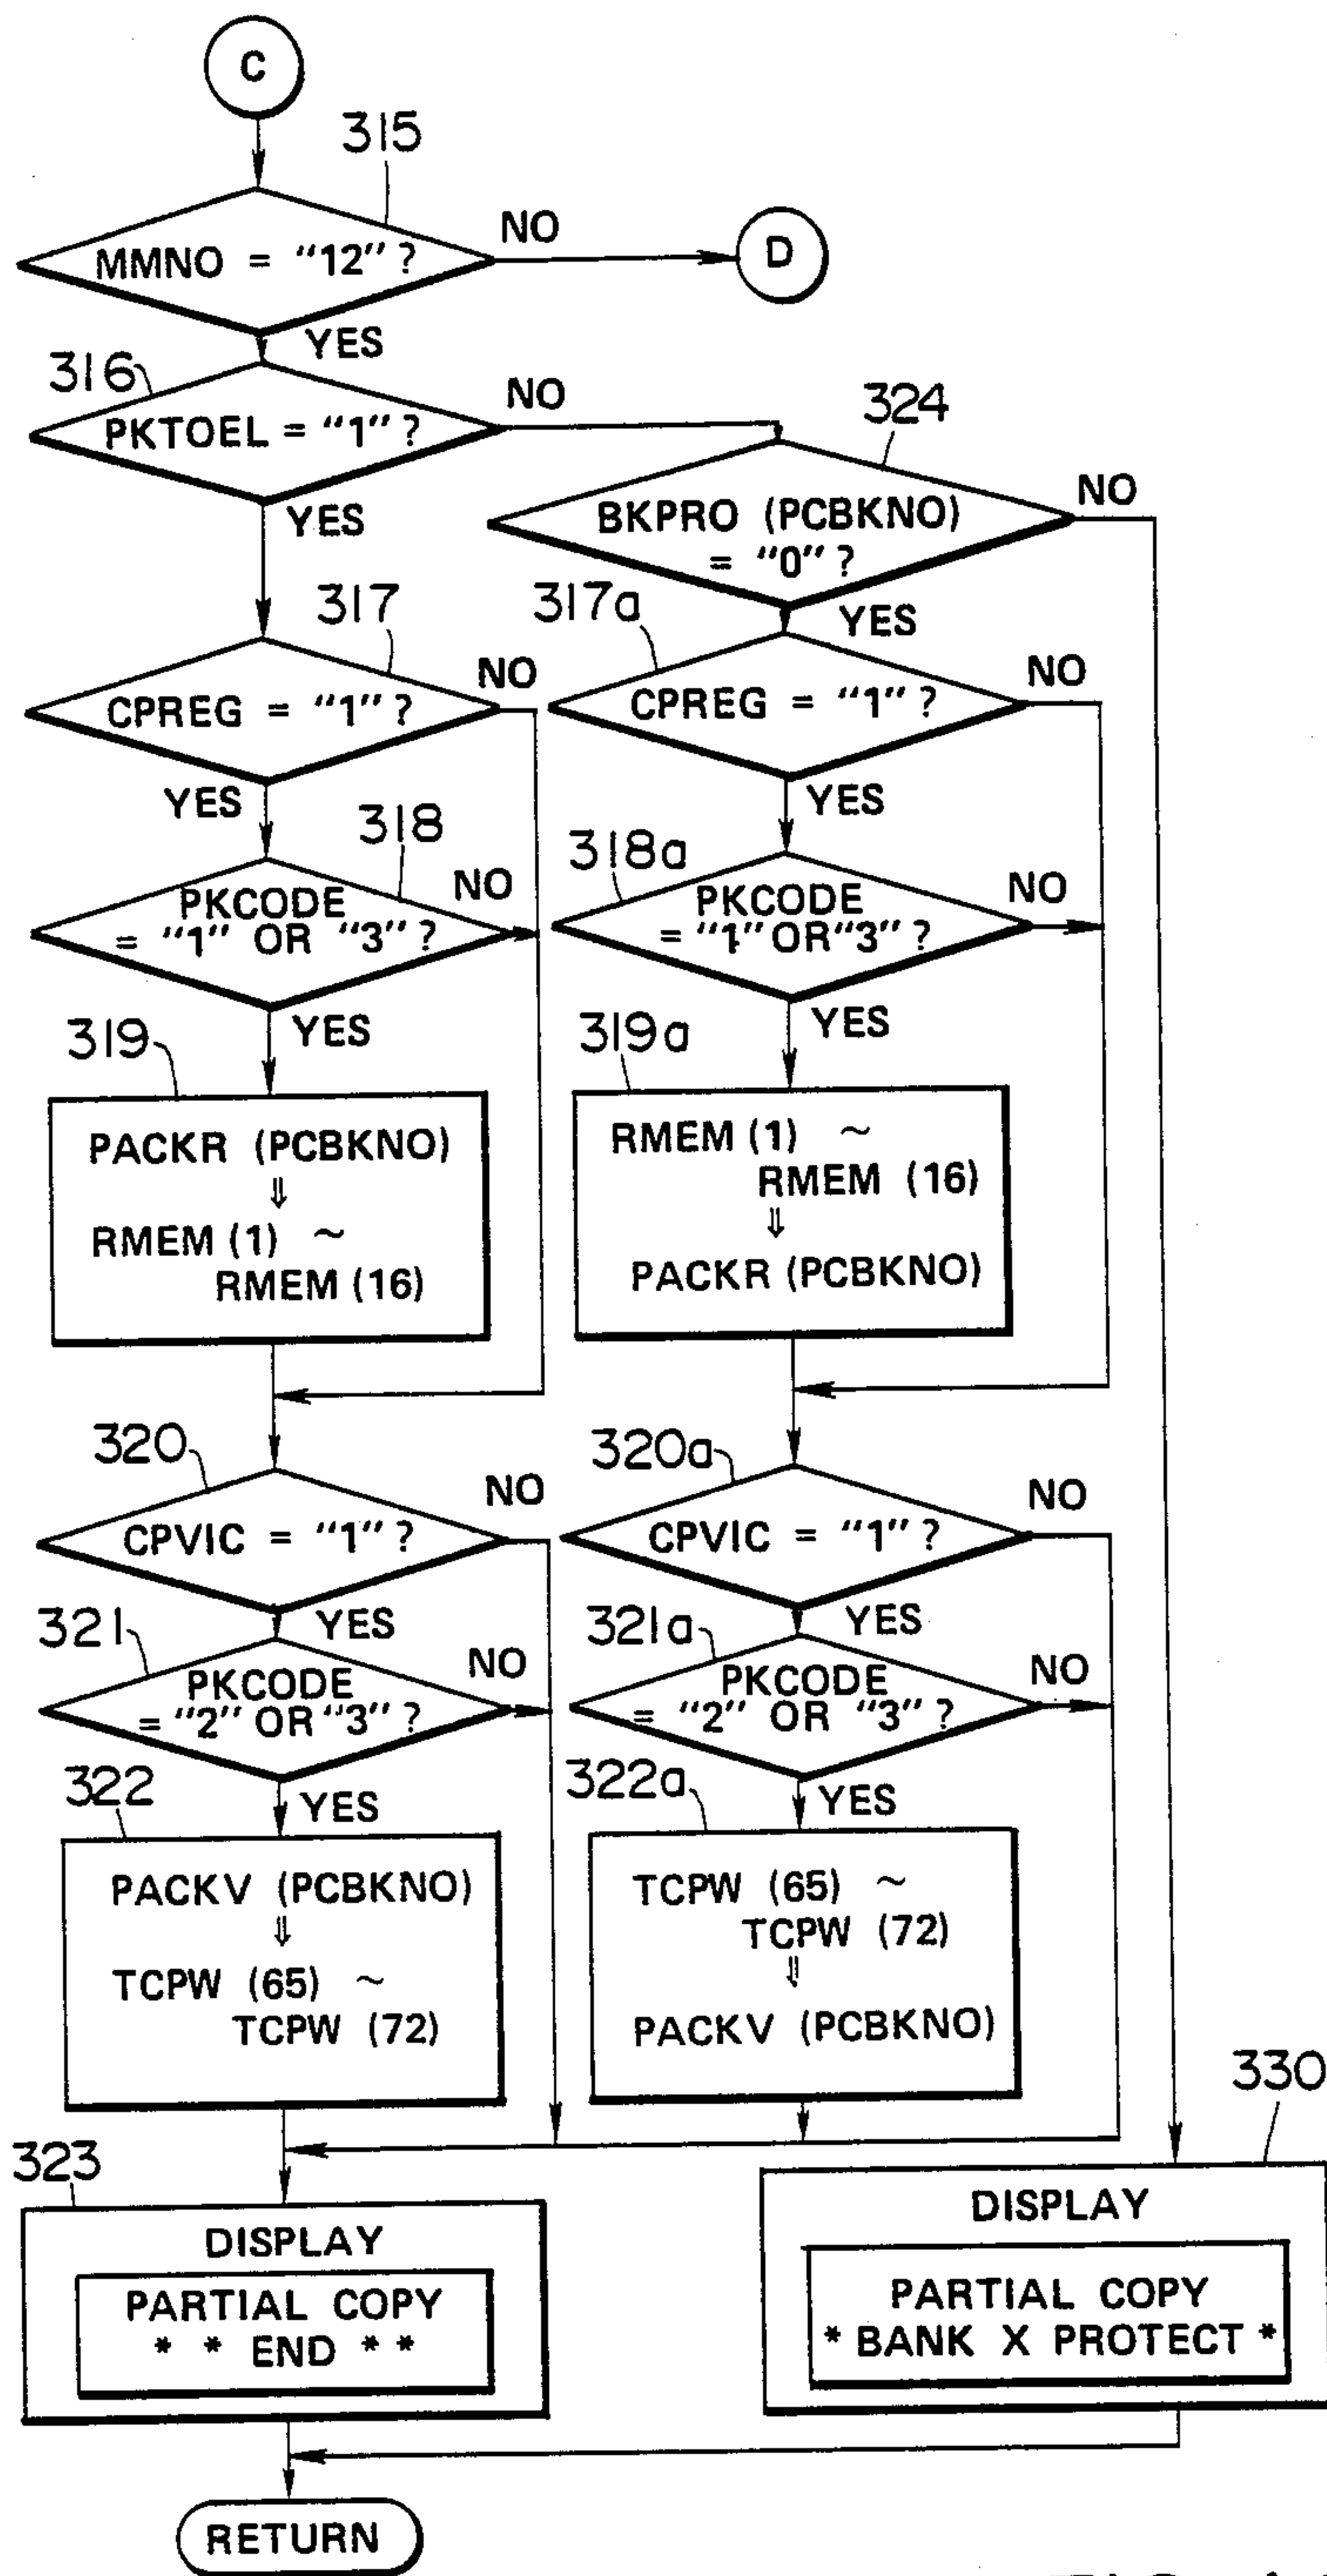 C
315
MMNO = "12" ?
NO
D
YES
316
PKTOEL = "1" ?
NO
324
YES
BKPRO (PCBKNO)
= "0" ?
NO
317
317a
YES
CPREG = "1" ?
NO
CPREG = "1" ?
NO
YES
YES
318
318a
PKCODE
= "1" OR "3" ?
NO
PKCODE
= "1" OR "3" ?
NO
YES
YES
319
319a
PACKR (PCBKNO)
⇓
RMEM (1) ~
RMEM (16)
RMEM (1) ~
RMEM (16)
⇓
PACKR (PCBKNO)
320
320a
CPVIC = "1" ?
NO
CPVIC = "1" ?
NO
YES
YES
321
321a
PKCODE
= "2" OR "3" ?
NO
PKCODE
= "2" OR "3" ?
NO
YES
YES
322
322a
PACKV (PCBKNO)
⇓
TCPW (65) ~
TCPW (72)
TCPW (65) ~
TCPW (72)
⇓
PACKV (PCBKNO)
330
323
DISPLAY
PARTIAL COPY
* * END * *
DISPLAY
PARTIAL COPY
* BANK X PROTECT *
RETURN